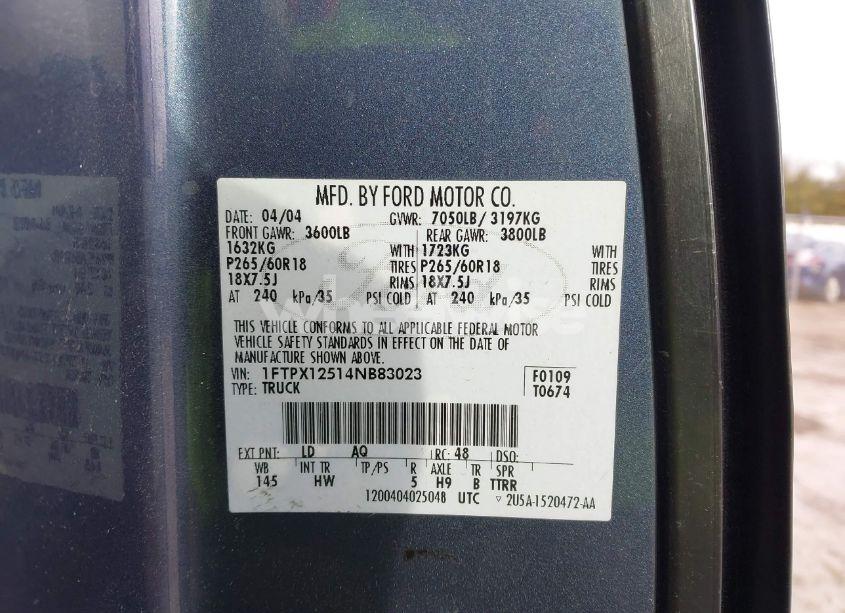 MFD. BY FORD MOTOR CO.
DATE: 04/04 GVWR: 7050LB/ 3197KG
FRONT GAWR: 3600LB REAR GAWR: 3800LB
1632KG WITH 1723KG WITH
P265/60R18 TIRES P265/60R18 TIRES
18X7.5J RIMS 18X7.5J RIMS
AT 240 kPa/35 PSI COLD AT 240 kPa/35 PSI COLD
THIS VEHICLE CONFORMS TO ALL APPLICABLE FEDERAL MOTOR
VEHICLE SAFETY STANDARDS IN EFFECT ON THE DATE OF
MANUFACTURE SHOWN ABOVE.
VIN: 1FTPX12514NB83023 F0109
TYPE: TRUCK T0674
EXT PNT: LD AQ RC: 48 DSO:
WB INT TR TP/PS R AXLE TR SPR
145 HW 5 H9 B TTRR
1200404025048 UTC ▽ 2U5A-1520472-AA